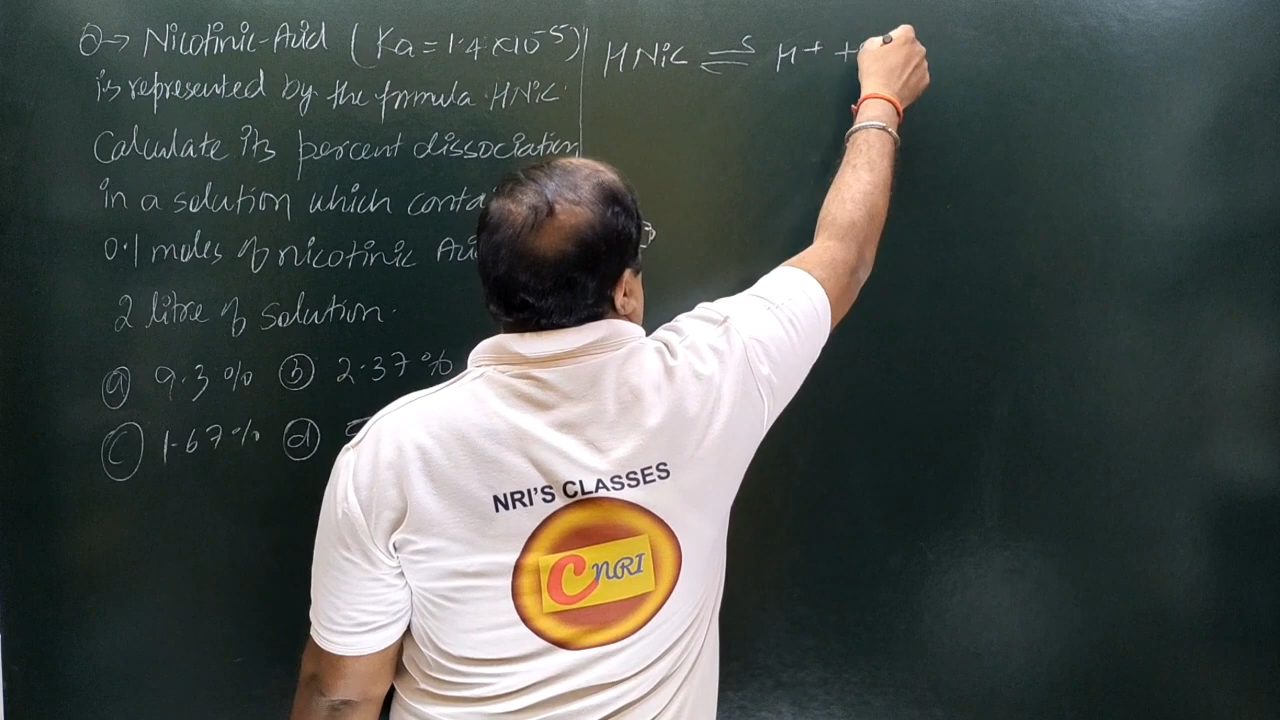 Q→ Nicotinic-Acid (Ka = 1.4 ×10⁻⁵)
is represented by the formula HNiC.
Calculate its percent dissociation
in a solution which
0.1 moles of nicotinic
2 litre of solution.
ⓐ 9.3 % ⓑ 2.37 %
ⓒ 1.67 % ⓓ
HNiC ⇌ H⁺ +
NRI'S CLASSES
C NRI